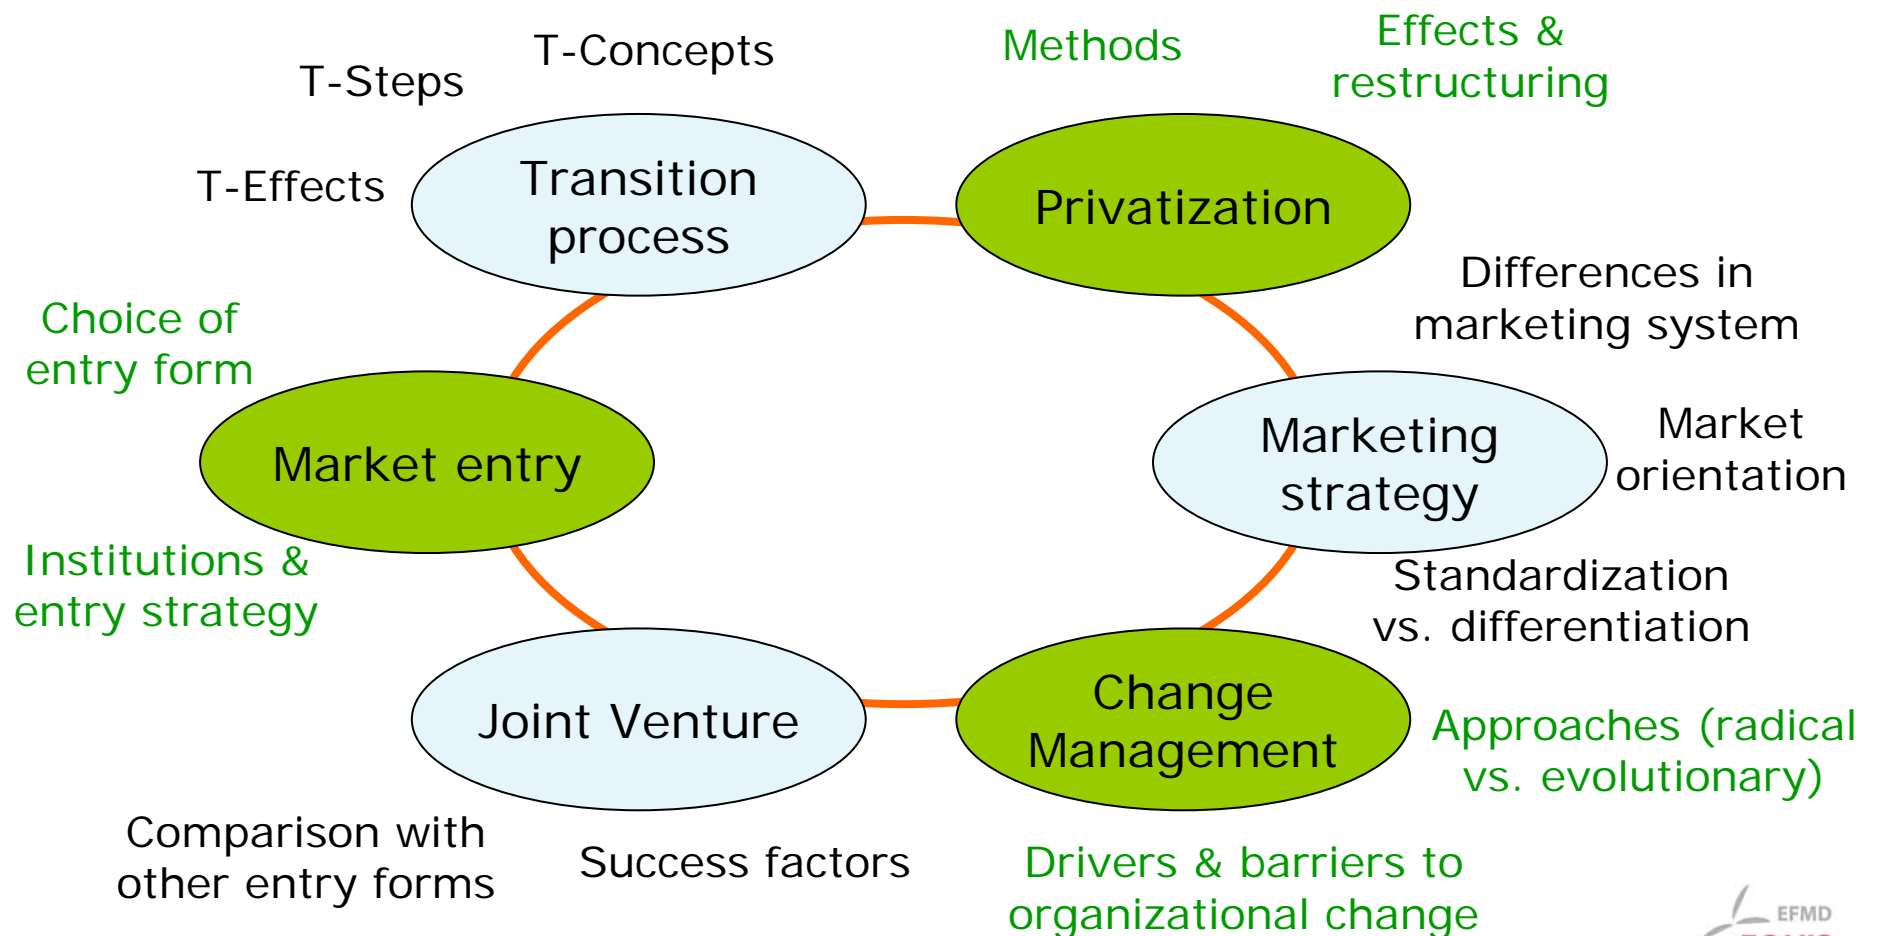 T-Concepts
T-Steps
T-Effects
Transition
process
Methods
Effects &
restructuring
Privatization
Differences in
marketing system
Marketing
strategy
Market
orientation
Standardization
vs. differentiation
Change
Management
Approaches (radical
vs. evolutionary)
Drivers & barriers to
organizational change
Joint Venture
Success factors
Comparison with
other entry forms
Market entry
Choice of
entry form
Institutions &
entry strategy
EFMD